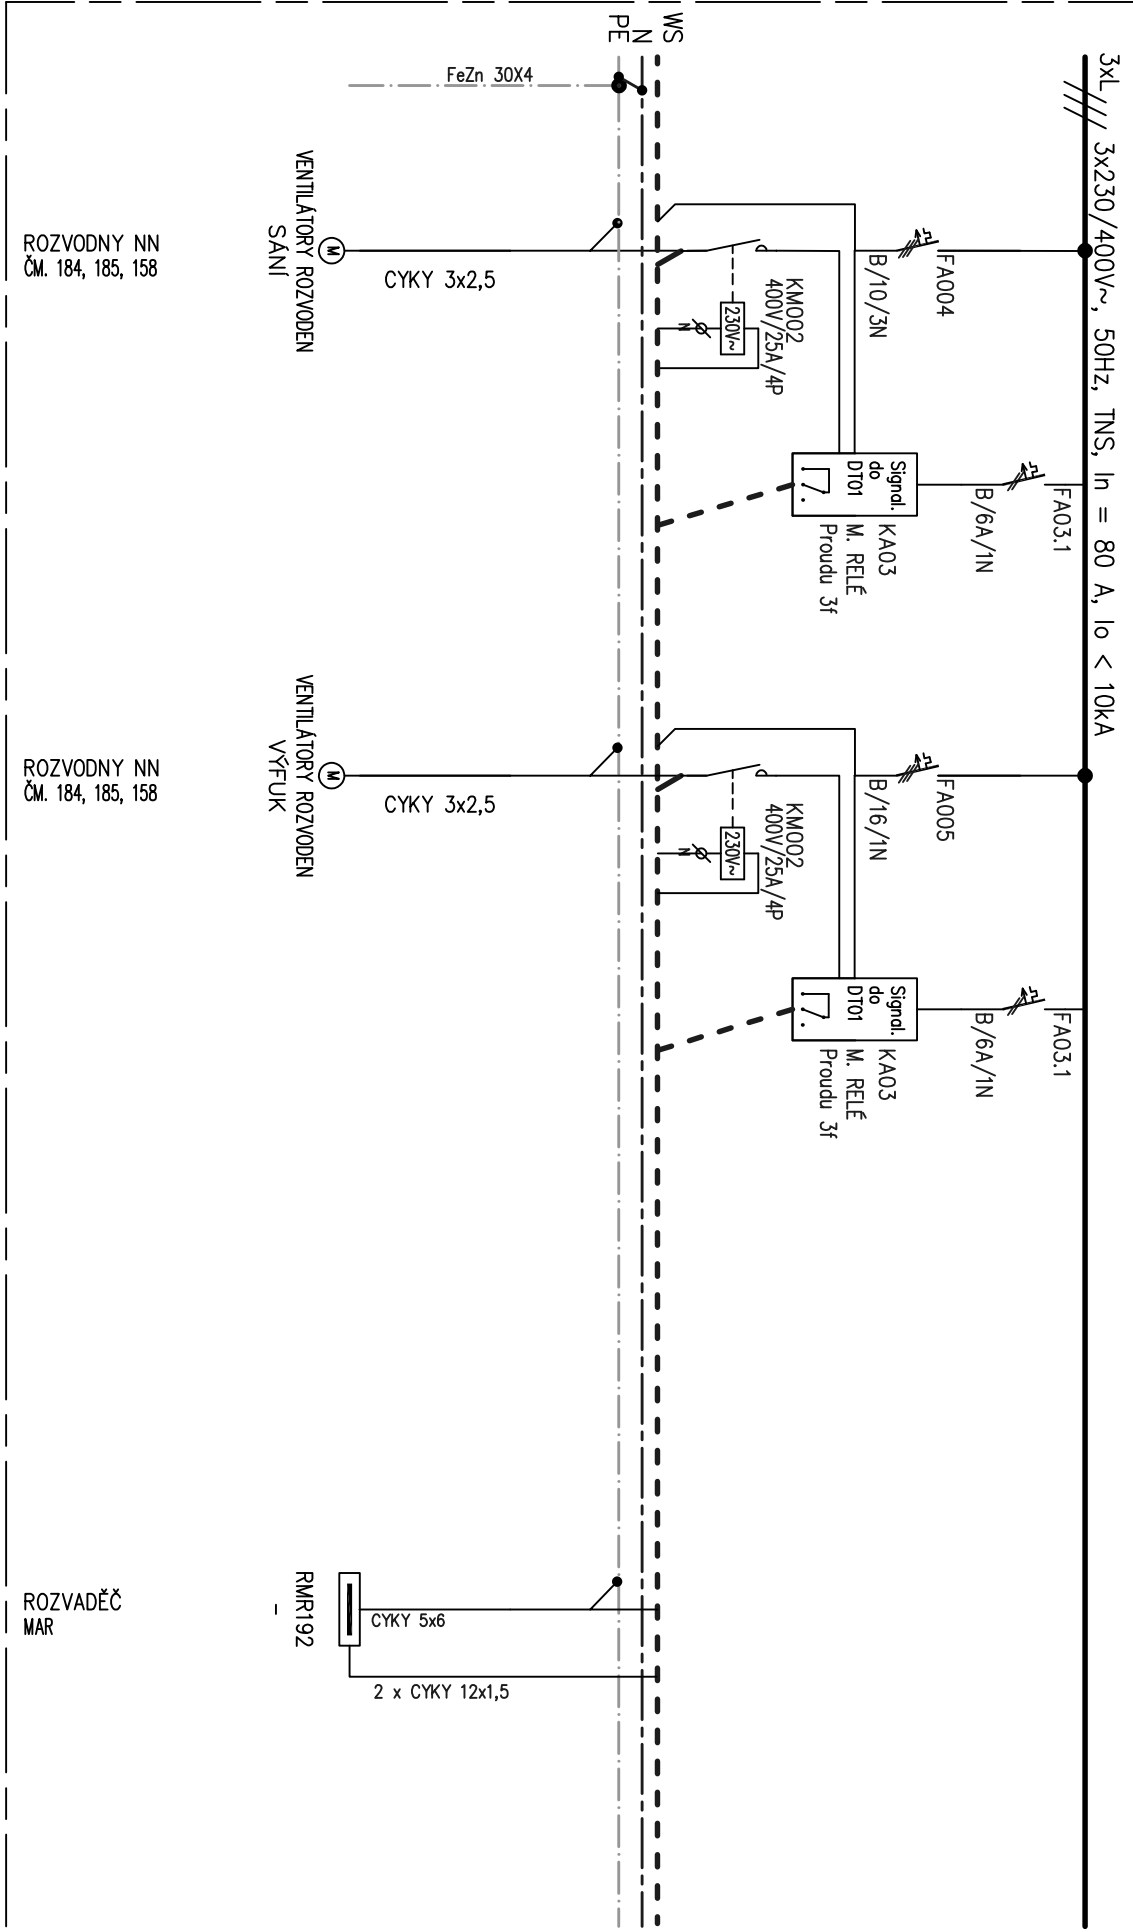 3xL
3x230/400V~, 50Hz, TNS, In = 80 A, Io < 10kA
WS
N
PE
FeZn 30X4
FA004
B/10/3N
KM002
400V/25A/4P
230V~
N
CYKY 3x2,5
M
VENTILÁTORY ROZVODEN
SÁNÍ
ROZVODNY NN
ČM. 184, 185, 158
FA03.1
B/6A/1N
Signal.
do
DT01
KA03
M. RELÉ
Proudu 3f
FA005
B/16/1N
KM002
400V/25A/4P
230V~
N
CYKY 3x2,5
M
VENTILÁTORY ROZVODEN
VÝFUK
ROZVODNY NN
ČM. 184, 185, 158
FA03.1
B/6A/1N
Signal.
do
DT01
KA03
M. RELÉ
Proudu 3f
RMR192
-
CYKY 5x6
2 x CYKY 12x1,5
ROZVADĚČ
MAR